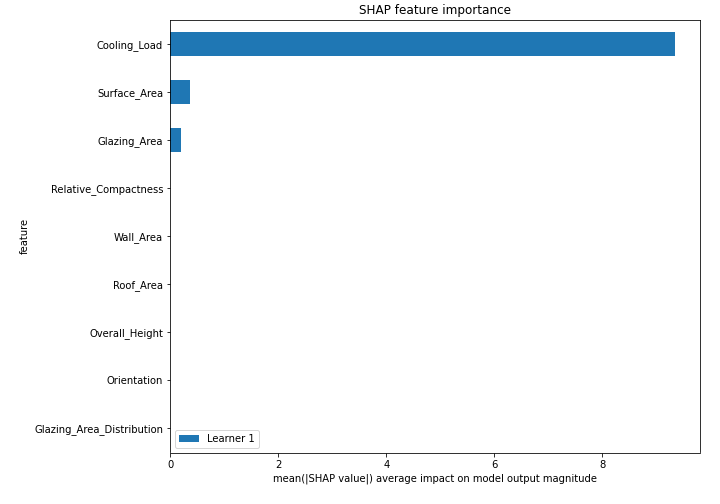 SHAP feature importance
Cooling_Load
Surface_Area
Glazing_Area
Relative_Compactness
Wall_Area
Roof_Area
Overall_Height
Orientation
Glazing_Area_Distribution
feature
Learner 1
0 2 4 6 8
mean(|SHAP value|) average impact on model output magnitude